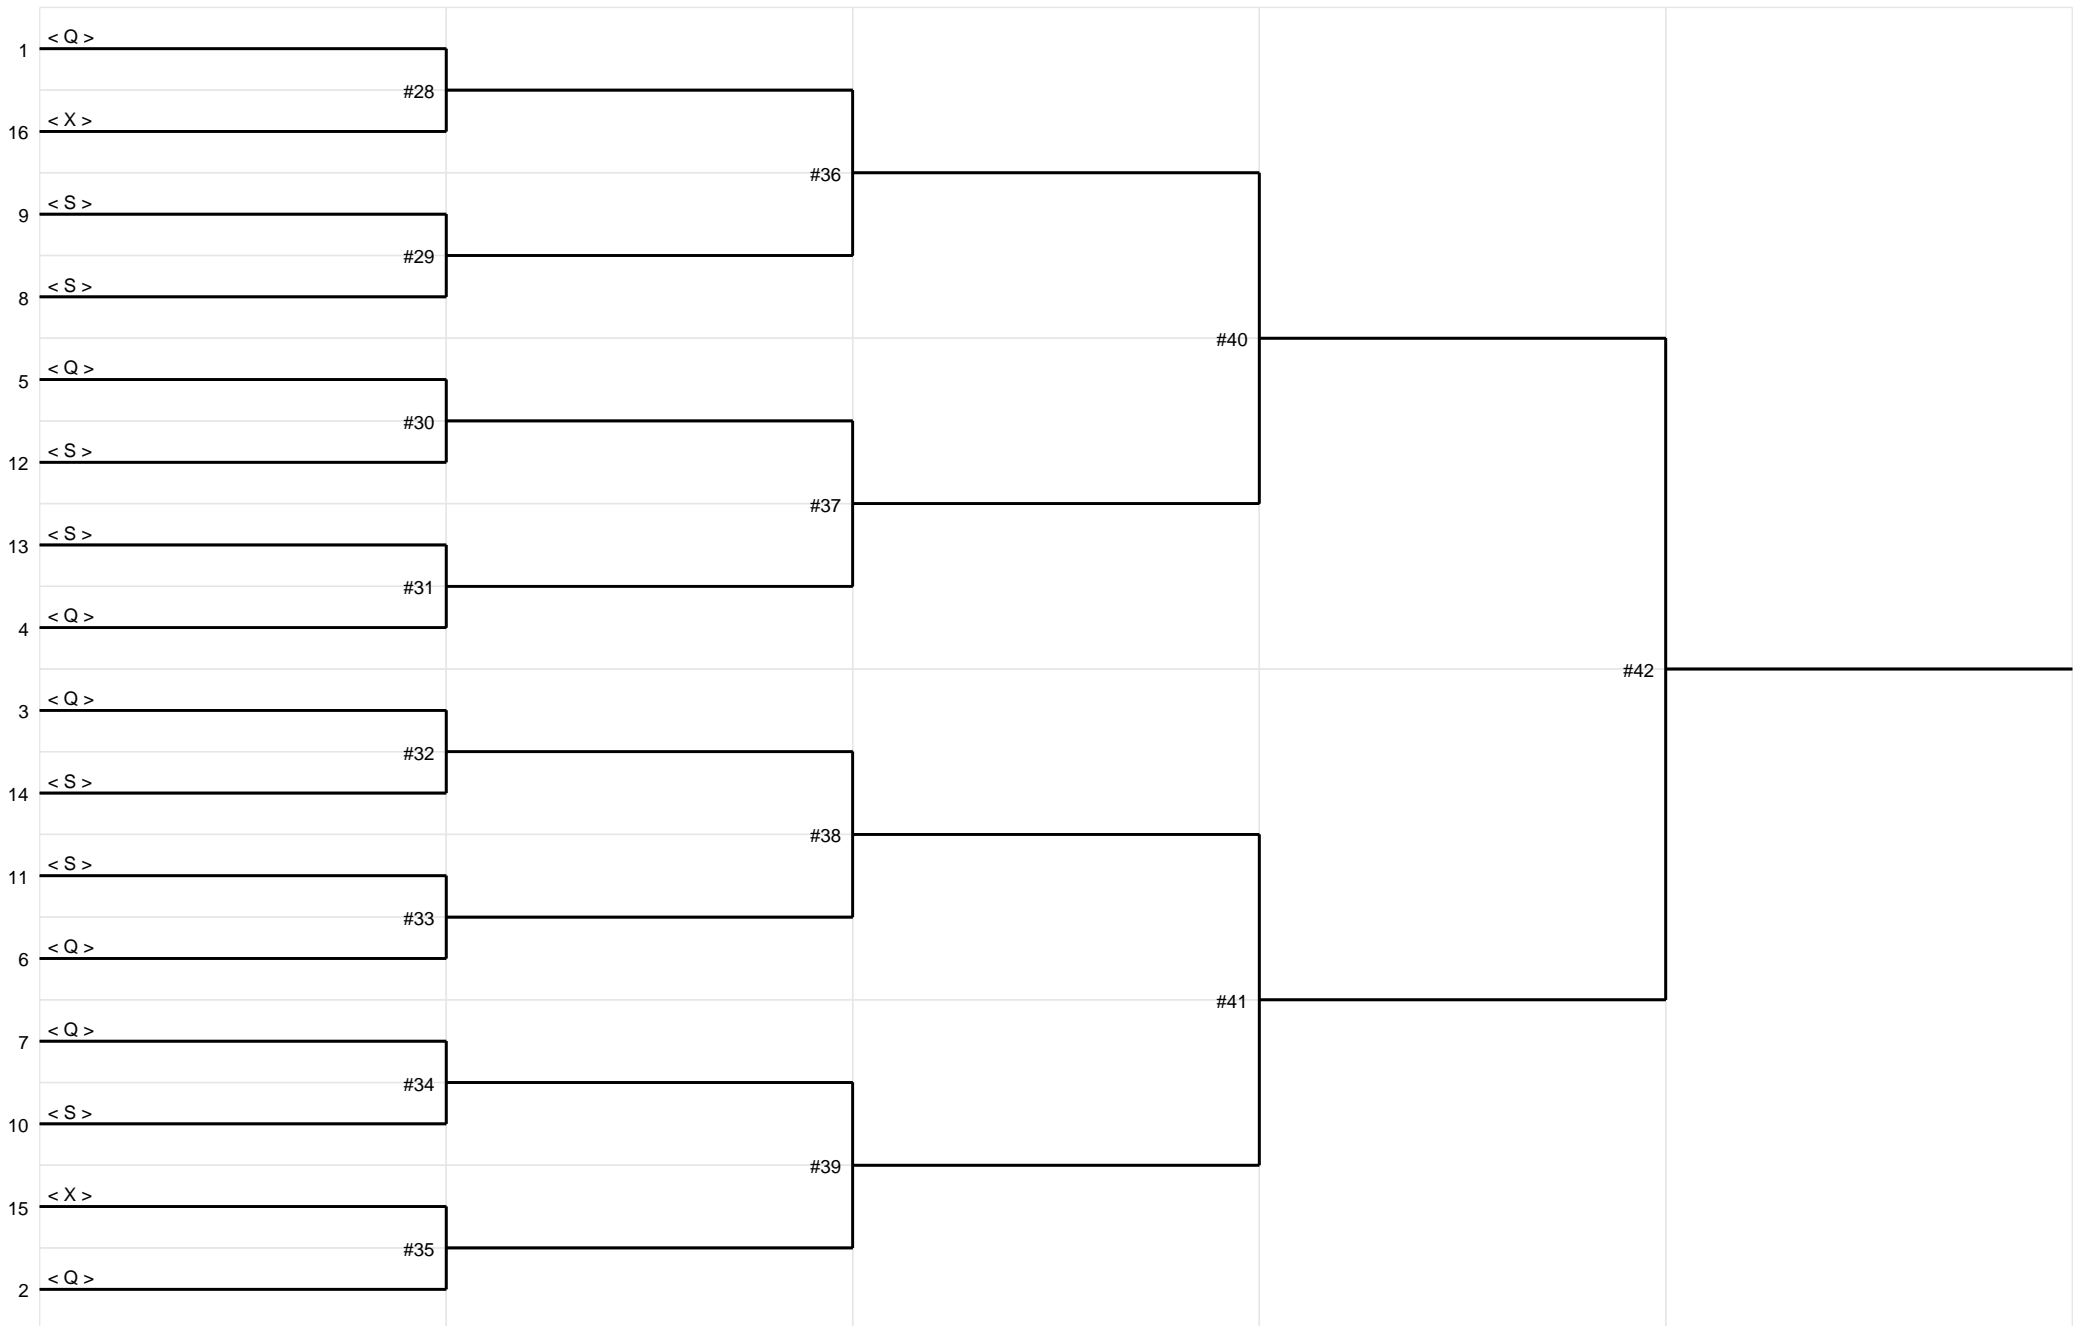 < Q >
1
#28
< X >
16
#36
< S >
9
#29
< S >
8
#40
< Q >
5
#30
< S >
12
#37
< S >
13
#31
< Q >
4
#42
< Q >
3
#32
< S >
14
#38
< S >
11
#33
< Q >
6
#41
< Q >
7
#34
< S >
10
#39
< X >
15
#35
< Q >
2